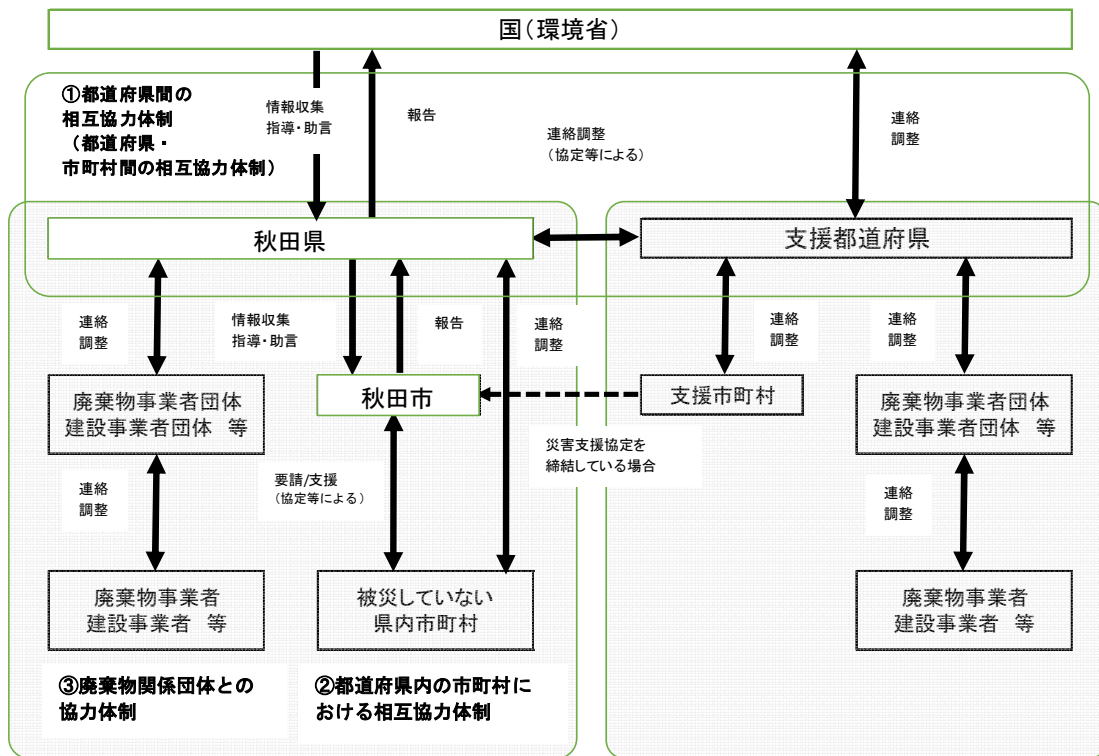 国(環境省)
①都道府県間の
相互協力体制
(都道府県・
市町村間の相互協力体制)
情報収集
指導・助言
報告
連絡調整
(協定等による)
連絡
調整
秋田県
支援都道府県
連絡
調整
情報収集
指導・助言
報告
連絡
調整
連絡
調整
連絡
調整
廃棄物事業者団体
建設事業者団体 等
秋田市
支援市町村
廃棄物事業者団体
建設事業者団体 等
災害支援協定を
締結している場合
連絡
調整
要請/支援
(協定等による)
連絡
調整
廃棄物事業者
建設事業者 等
被災していない
県内市町村
廃棄物事業者
建設事業者 等
③廃棄物関係団体との
協力体制
②都道府県内の市町村に
おける相互協力体制